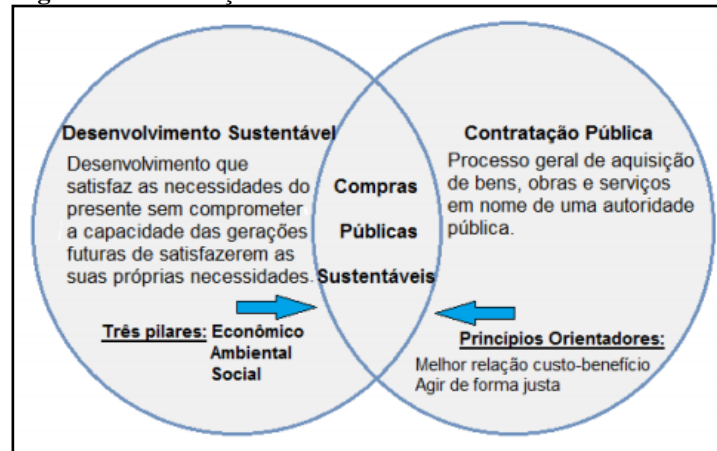 Desenvolvimento Sustentável
Desenvolvimento que
satisfaz as necessidades do
presente sem comprometer
a capacidade das gerações
futuras de satisfazerem as
suas próprias necessidades.
Três pilares: Econômico
Ambiental
Social
Compras
Públicas
Sustentáveis
Contratação Pública
Processo geral de aquisição
de bens, obras e serviços
em nome de uma autoridade
pública.
Princípios Orientadores:
Melhor relação custo-benefício
Agir de forma justa